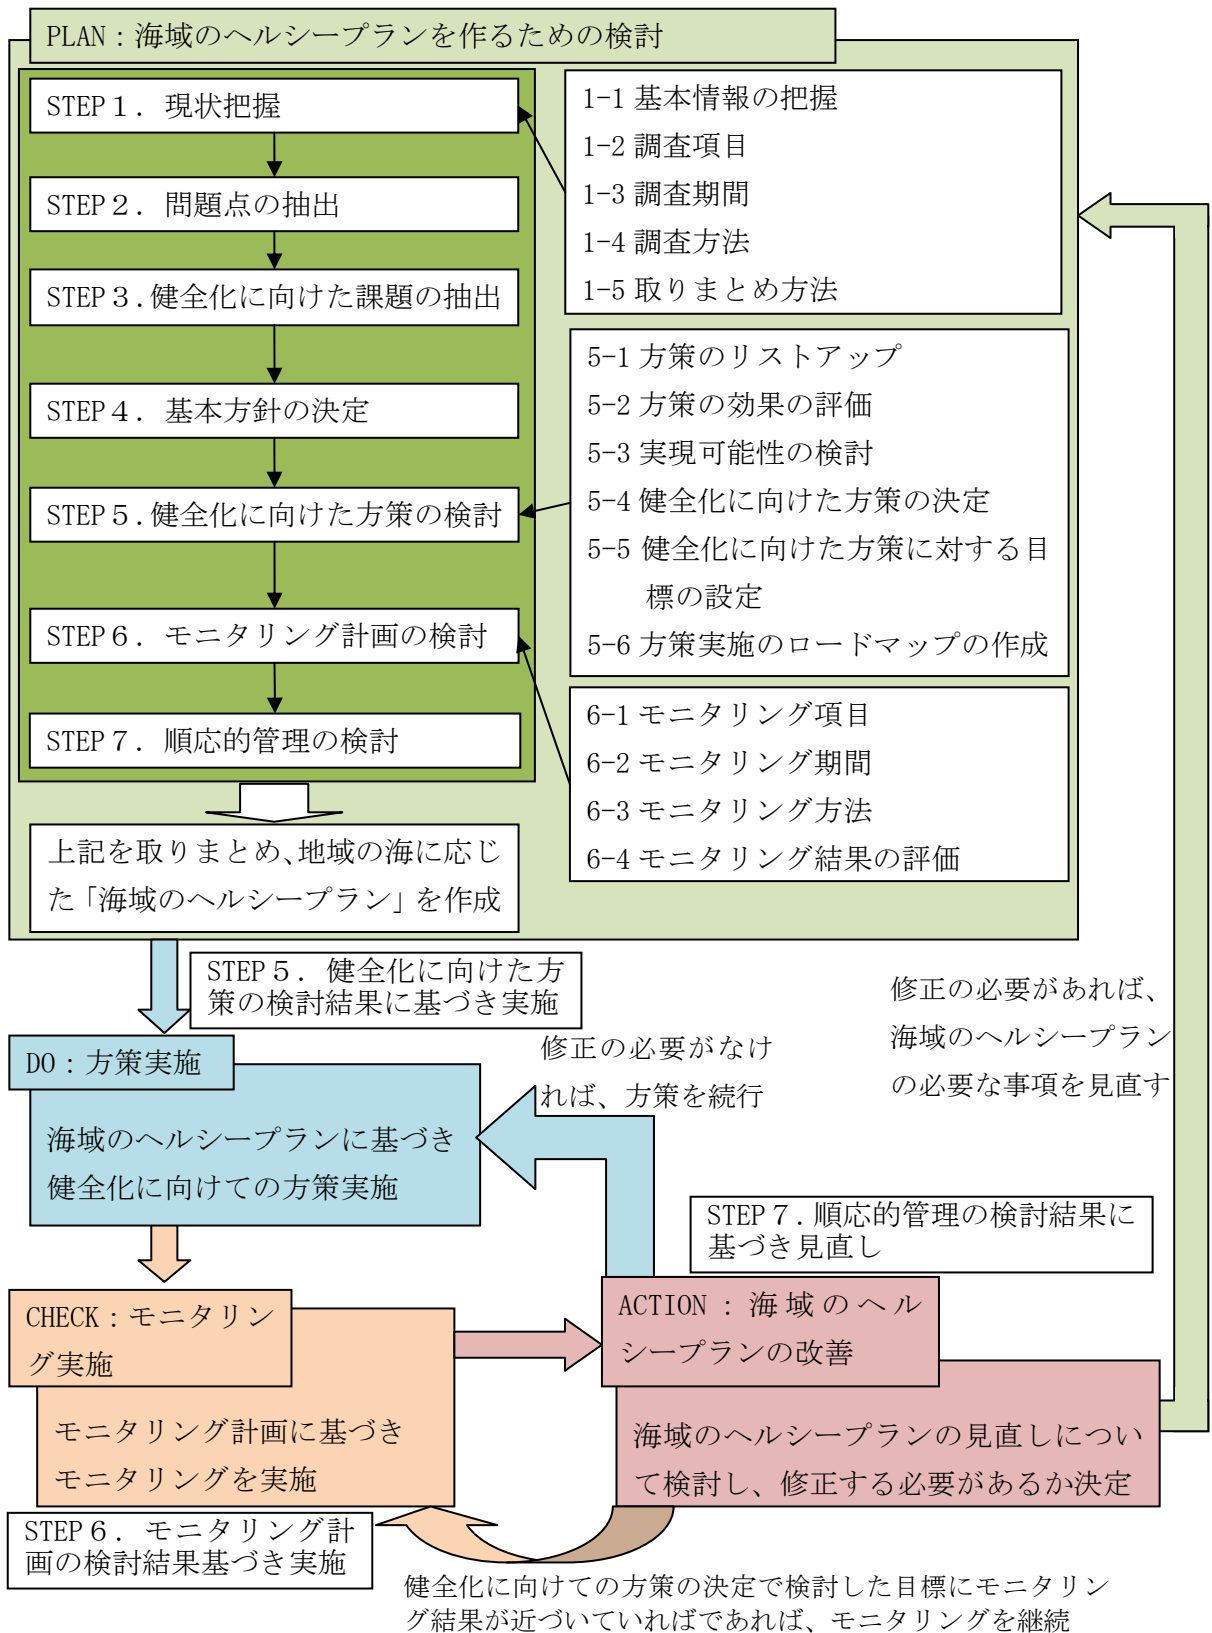 PLAN：海域のヘルシープランを作るための検討
STEP１．現状把握
STEP２．問題点の抽出
STEP３.健全化に向けた課題の抽出
STEP４．基本方針の決定
STEP５.健全化に向けた方策の検討
STEP６．モニタリング計画の検討
STEP７．順応的管理の検討
1-1 基本情報の把握
1-2 調査項目
1-3 調査期間
1-4 調査方法
1-5 取りまとめ方法
5-1 方策のリストアップ
5-2 方策の効果の評価
5-3 実現可能性の検討
5-4 健全化に向けた方策の決定
5-5 健全化に向けた方策に対する目
標の設定
5-6 方策実施のロードマップの作成
6-1 モニタリング項目
6-2 モニタリング期間
6-3 モニタリング方法
6-4 モニタリング結果の評価
上記を取りまとめ、地域の海に応じ
た「海域のヘルシープラン」を作成
STEP５．健全化に向けた方
策の検討結果に基づき実施
修正の必要があれば、
海域のヘルシープラン
の必要な事項を見直す
修正の必要がなけ
れば、方策を続行
DO：方策実施
海域のヘルシープランに基づき
健全化に向けての方策実施
STEP７.順応的管理の検討結果に
基づき見直し
CHECK：モニタリン
グ実施
モニタリング計画に基づき
モニタリングを実施
ACTION：海域のヘル
シープランの改善
海域のヘルシープランの見直しについ
て検討し、修正する必要があるか決定
STEP６．モニタリング計
画の検討結果基づき実施
健全化に向けての方策の決定で検討した目標にモニタリン
グ結果が近づいていればであれば、モニタリングを継続